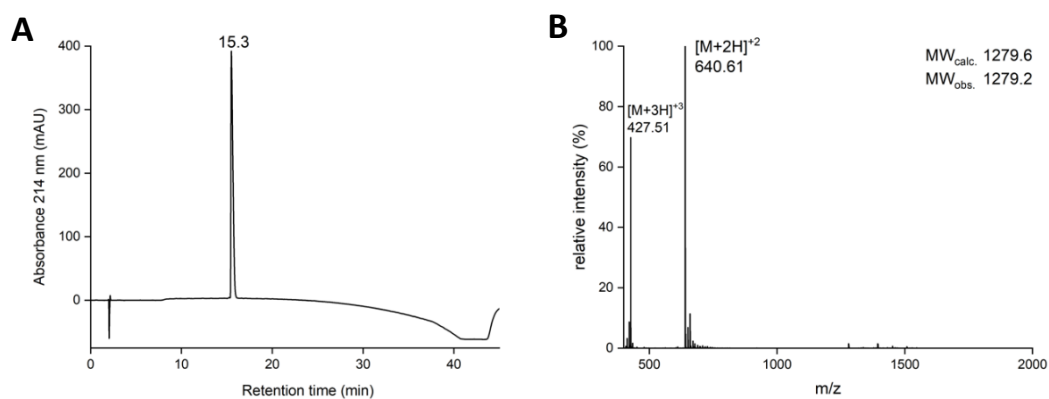 A
15.3
400
300
200
100
0
Absorbance 214 nm (mAU)
0 10 20 30 40
Retention time (min)
B
[M+2H]+2
640.61
[M+3H]+3
427.51
MWcalc. 1279.6
MWobs. 1279.2
100
80
60
40
20
0
relative intensity (%)
500 1000 1500 2000
m/z